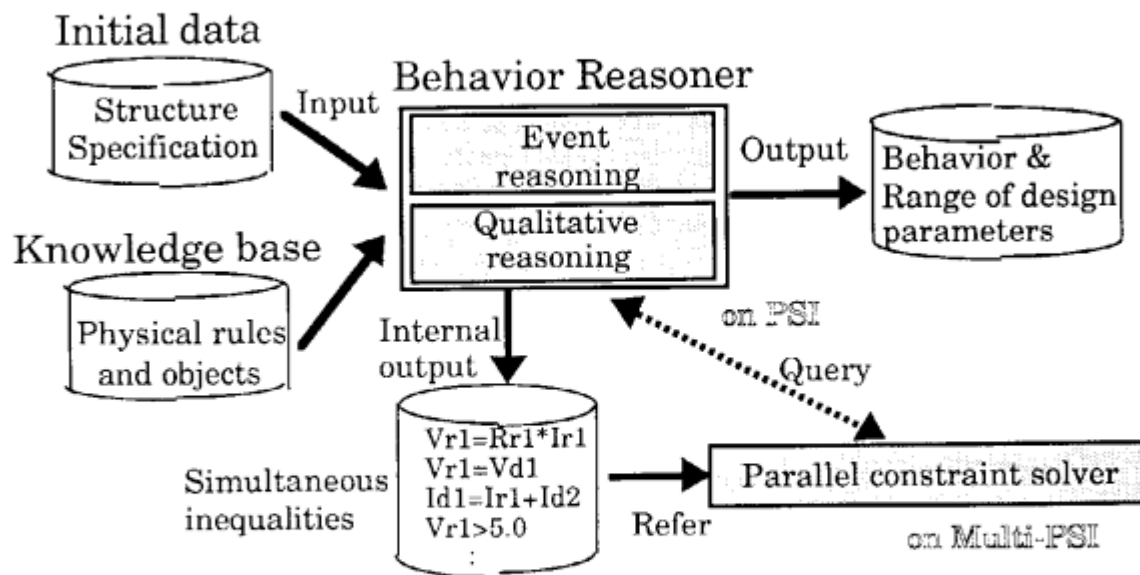 Initial data
Structure
Specification
Input
Behavior Reasoner
Event
reasoning
Qualitative
reasoning
Output
Behavior &
Range of design
parameters
Knowledge base
Physical rules
and objects
Internal
output
on PSI
Query
Simultaneous
inequalities
Vr1=Rr1*Ir1
Vr1=Vd1
Id1=Ir1+Id2
Vr1>5.0
:
Refer
Parallel constraint solver
on Multi-PSI